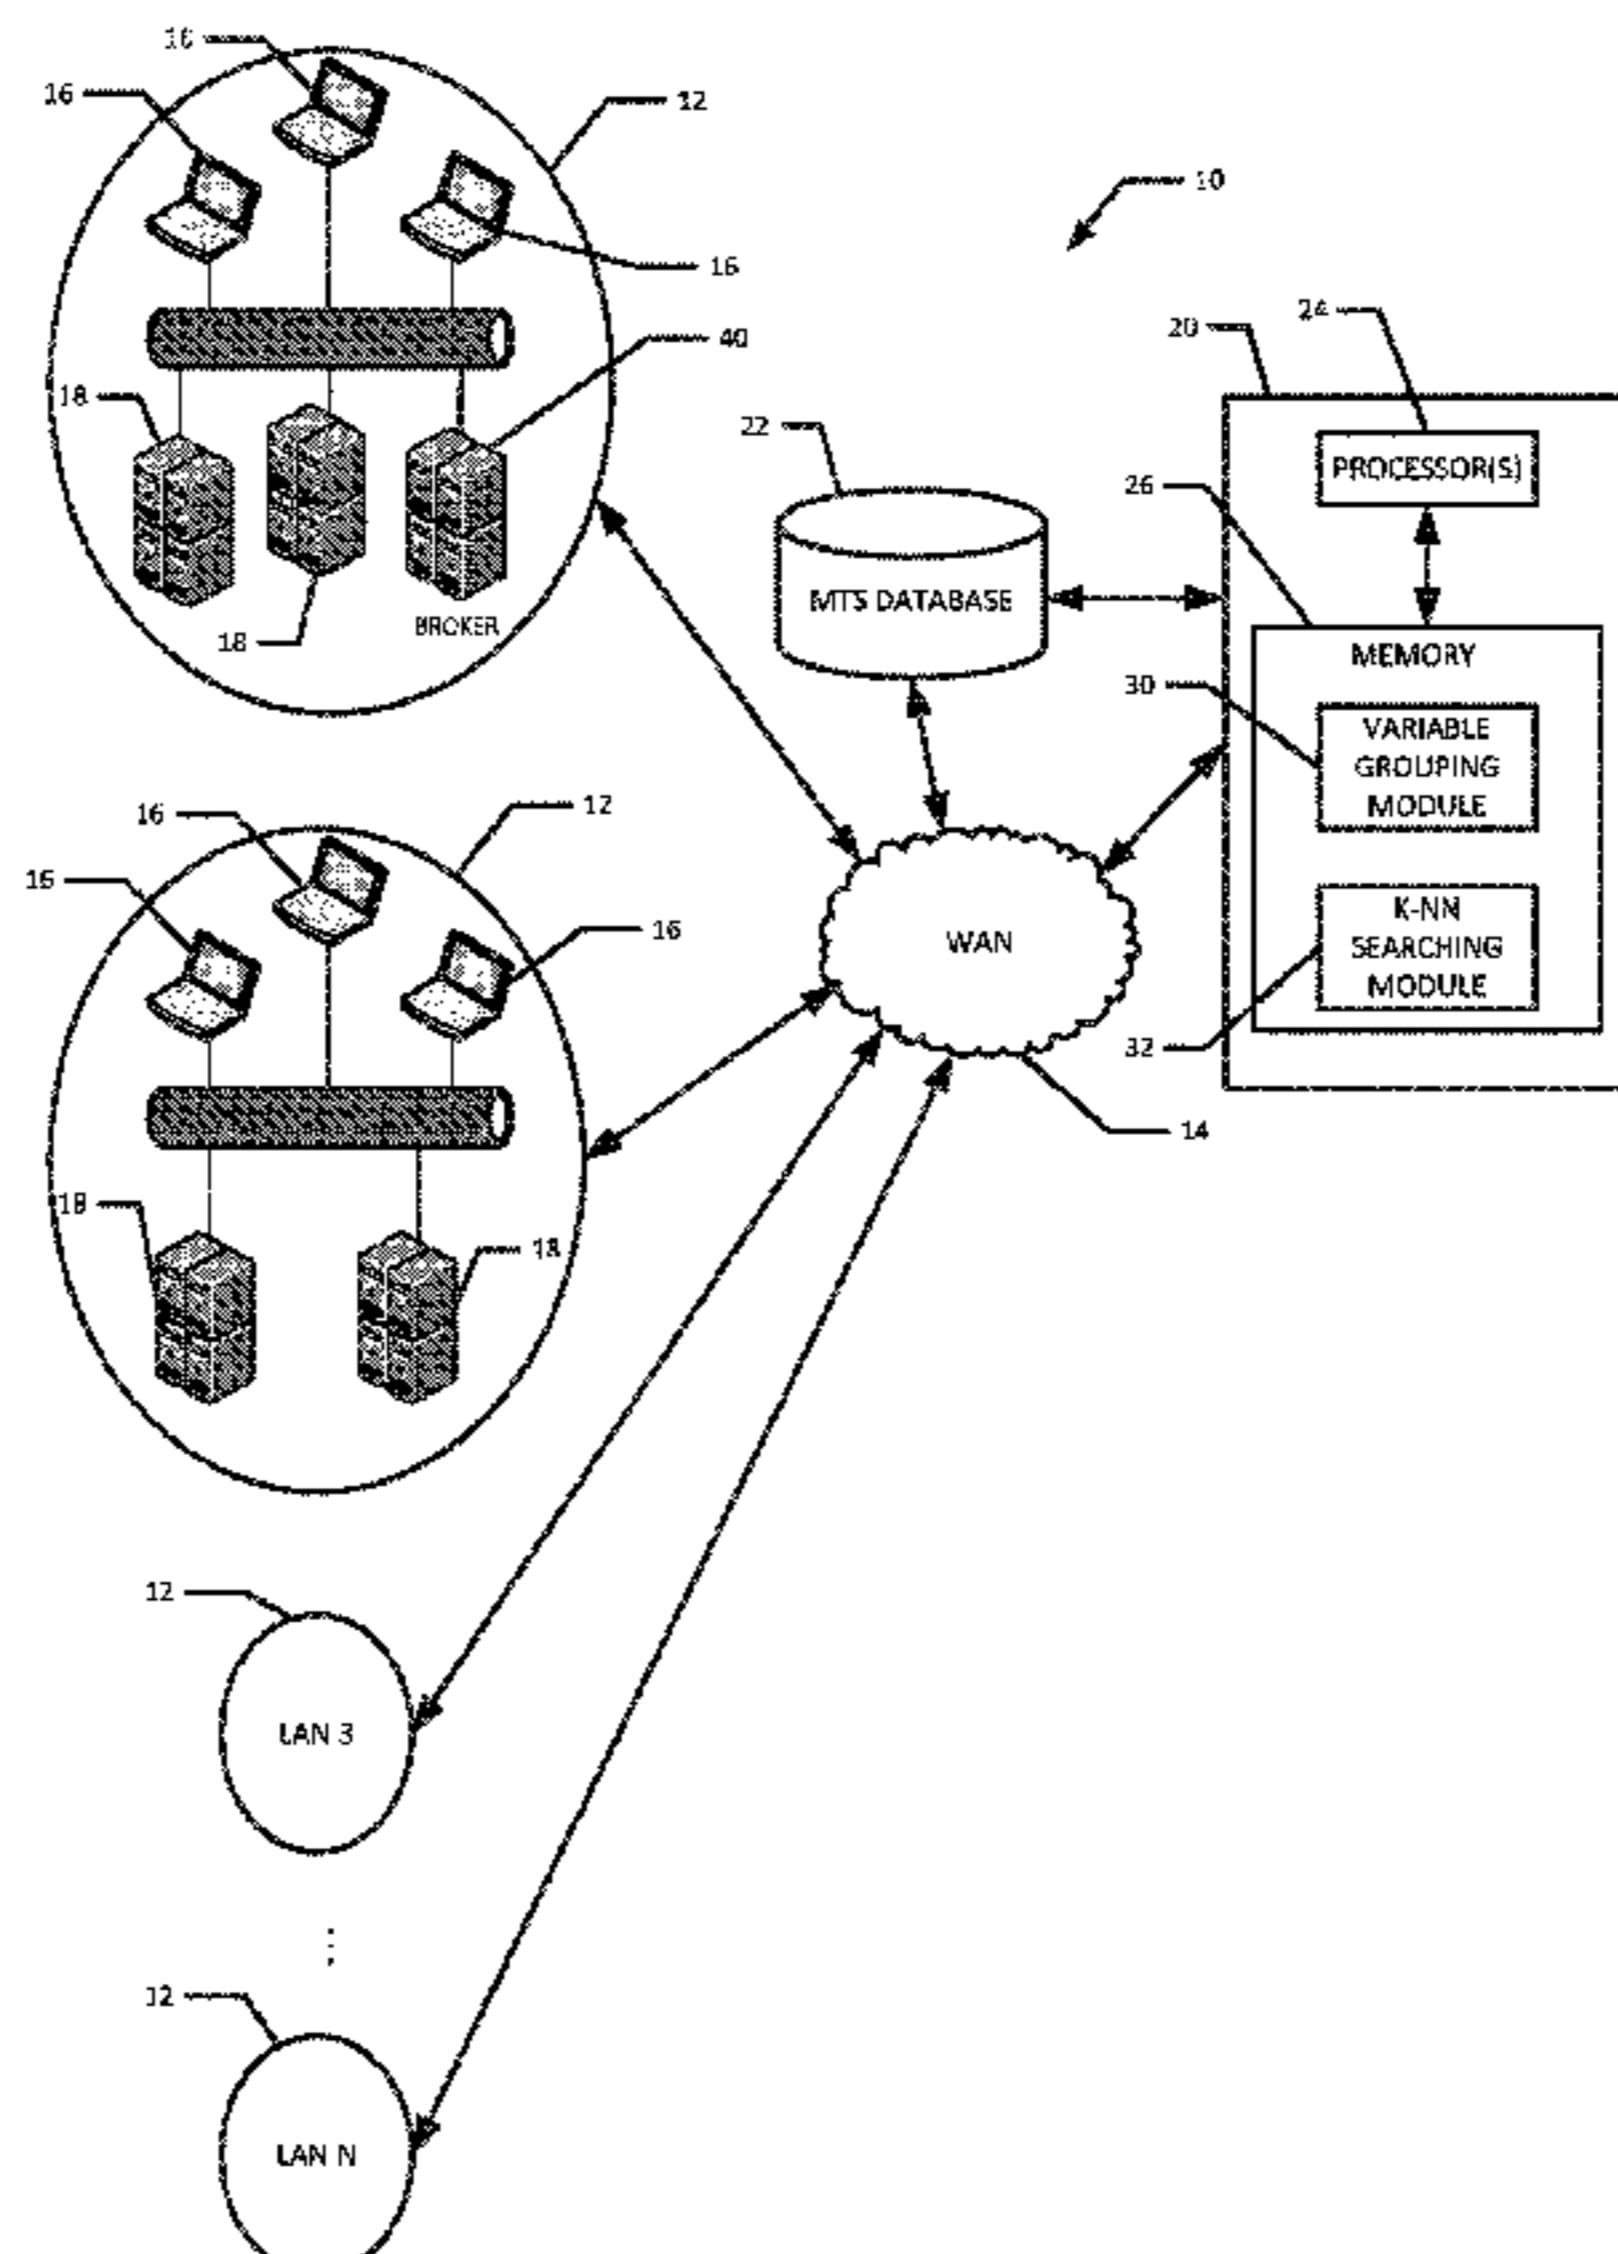 16
16
12
10
16
24
20
40
18
22
PROCESSOR(S)
26
MTS DATABASE
BROKER
18
MEMORY
30
VARIABLE
GROUPING
MODULE
12
16
16
16
K-NN
SEARCHING
MODULE
WAN
32
14
18
18
12
LAN 3
12
LAN N